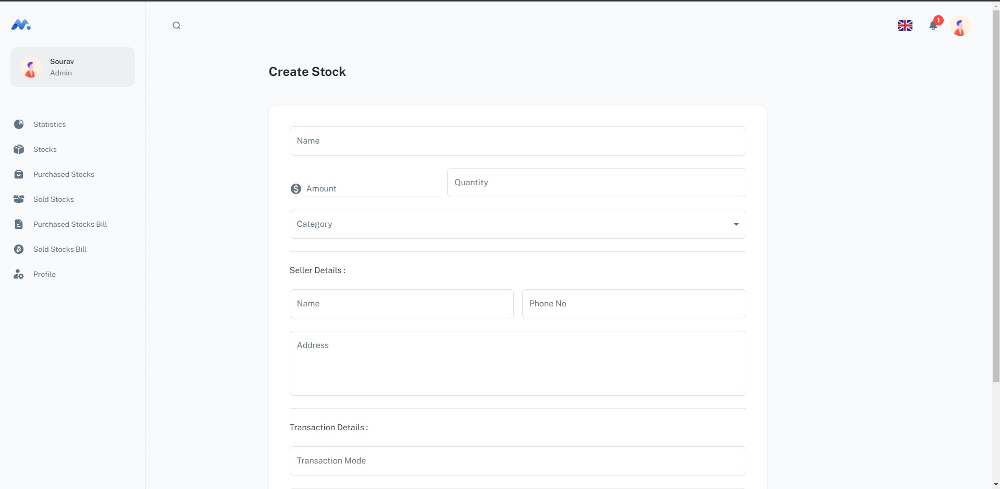 1
Sourav
Admin
Create Stock
Statistics
Stocks
Purchased Stocks
Sold Stocks
Purchased Stocks Bill
Sold Stocks Bill
Profile
Name
Amount
Quantity
Category
Seller Details :
Name
Phone No
Address
Transaction Details :
Transaction Mode